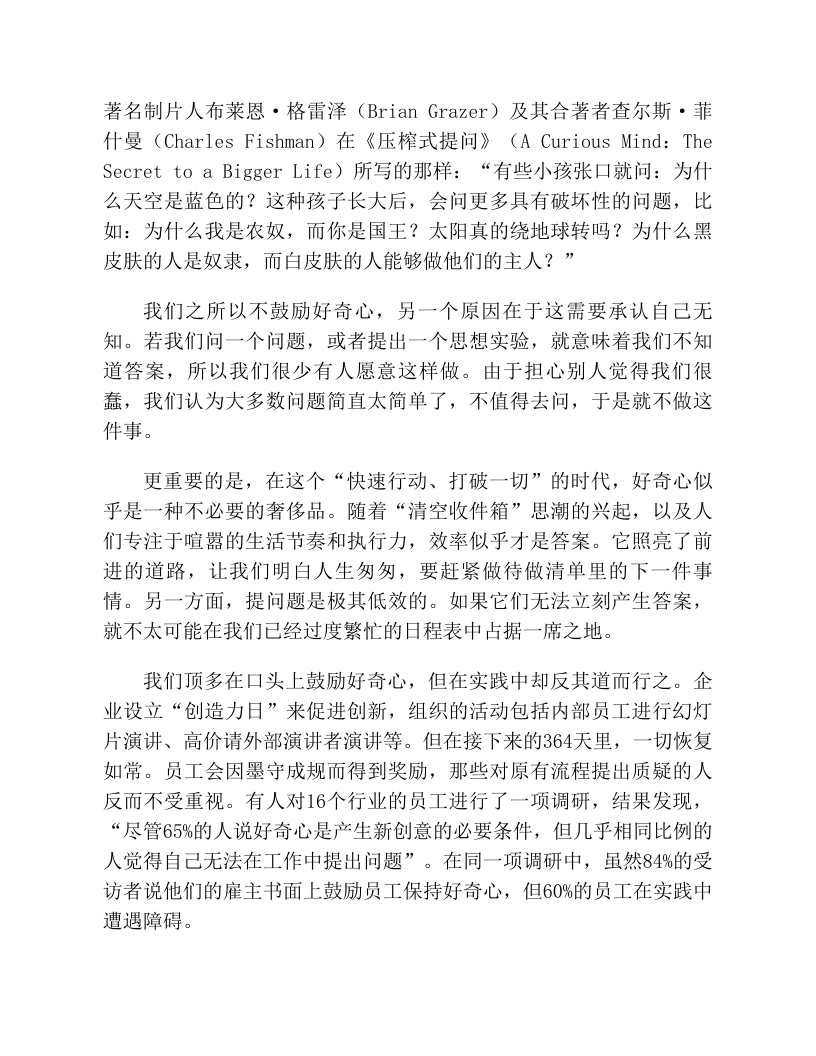 著名制片人布莱恩·格雷泽（Brian Grazer）及其合著者查尔斯·菲
什曼（Charles Fishman）在《压榨式提问》（A Curious Mind：The
Secret to a Bigger Life）所写的那样：“有些小孩张口就问：为什
么天空是蓝色的？这种孩子长大后，会问更多具有破坏性的问题，比
如：为什么我是农奴，而你是国王？太阳真的绕地球转吗？为什么黑
皮肤的人是奴隶，而白皮肤的人能够做他们的主人？”
我们之所以不鼓励好奇心，另一个原因在于这需要承认自己无
知。若我们问一个问题，或者提出一个思想实验，就意味着我们不知
道答案，所以我们很少有人愿意这样做。由于担心别人觉得我们很
蠢，我们认为大多数问题简直太简单了，不值得去问，于是就不做这
件事。
更重要的是，在这个“快速行动、打破一切”的时代，好奇心似
乎是一种不必要的奢侈品。随着“清空收件箱”思潮的兴起，以及人
们专注于喧嚣的生活节奏和执行力，效率似乎才是答案。它照亮了前
进的道路，让我们明白人生匆匆，要赶紧做待做清单里的下一件事
情。另一方面，提问题是极其低效的。如果它们无法立刻产生答案，
就不太可能在我们已经过度繁忙的日程表中占据一席之地。
我们顶多在口头上鼓励好奇心，但在实践中却反其道而行之。企
业设立“创造力日”来促进创新，组织的活动包括内部员工进行幻灯
片演讲、高价请外部演讲者演讲等。但在接下来的364天里，一切恢复
如常。员工会因墨守成规而得到奖励，那些对原有流程提出质疑的人
反而不受重视。有人对16个行业的员工进行了一项调研，结果发现，
“尽管65%的人说好奇心是产生新创意的必要条件，但几乎相同比例的
人觉得自己无法在工作中提出问题”。在同一项调研中，虽然84%的受
访者说他们的雇主书面上鼓励员工保持好奇心，但60%的员工在实践中
遭遇障碍。